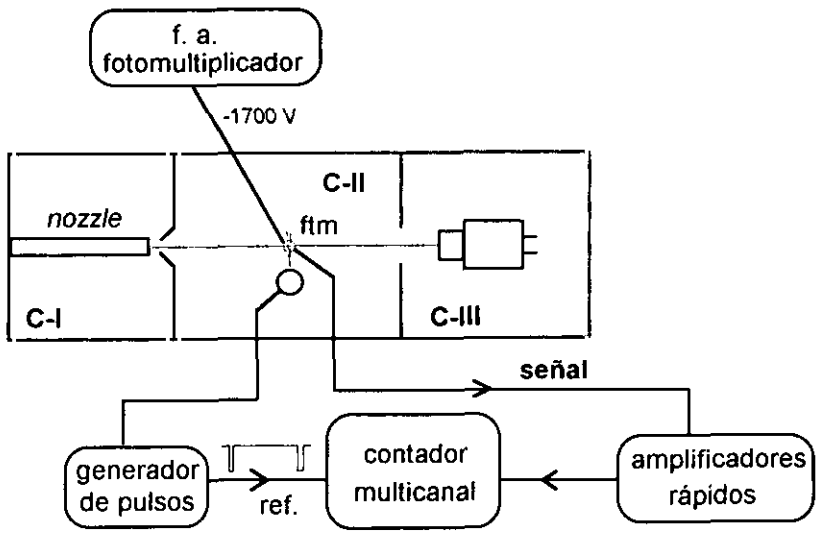 f. a.
fotomultiplicador
-1700 V
C-II
nozzle
ftm
C-I
C-III
señal
generador
de pulsos
ref.
contador
multicanal
amplificadores
rápidos